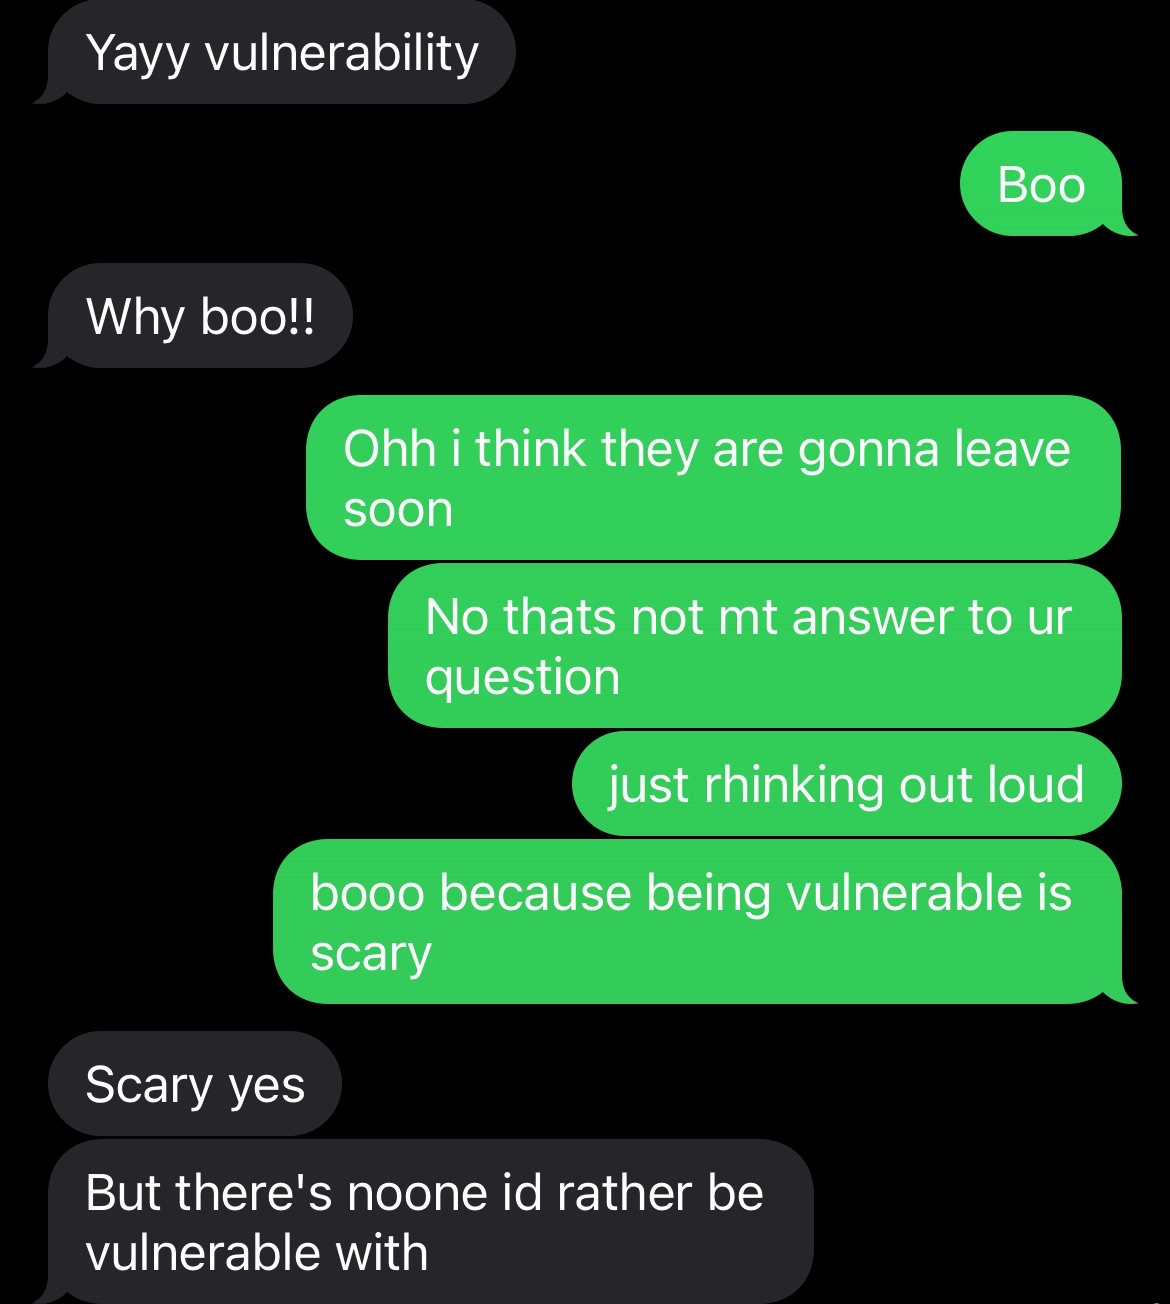 Yayy vulnerability
Boo
Why boo!!
Ohh i think they are gonna leave
soon
No thats not mt answer to ur
question
just rhinking out loud
booo because being vulnerable is
scary
Scary yes
But there's noone id rather be
vulnerable with